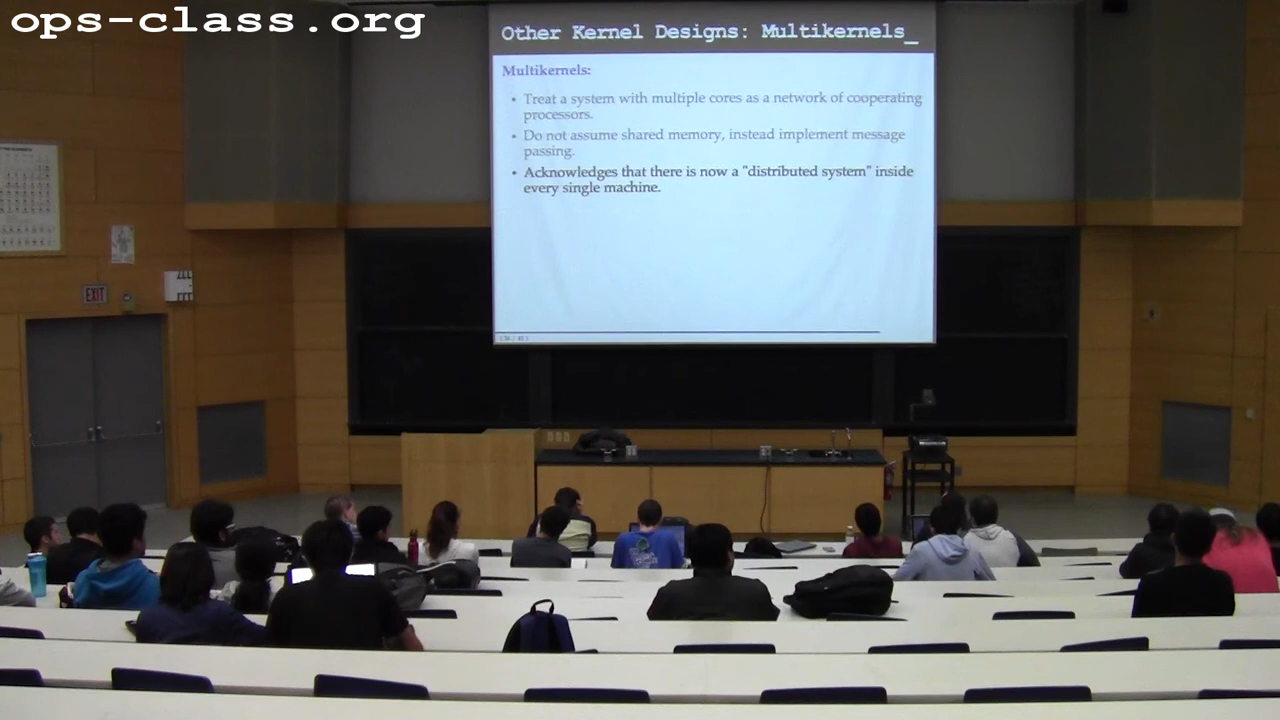 ops-class.org
Other Kernel Designs: Multikernels_
Multikernels:
• Treat a system with multiple cores as a network of cooperating
processors.
• Do not assume shared memory, instead implement message
passing.
• Acknowledges that there is now a "distributed system" inside
every single machine.
EXIT